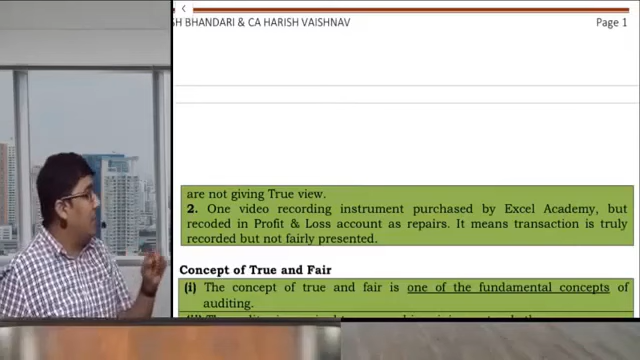 SH BHANDARI & CA HARISH VAISHNAV Page 1
are not giving True view.
2. One video recording instrument purchased by Excel Academy, but
recoded in Profit & Loss account as repairs. It means transaction is truly
recorded but not fairly presented.
Concept of True and Fair
(i) The concept of true and fair is one of the fundamental concepts of
auditing.